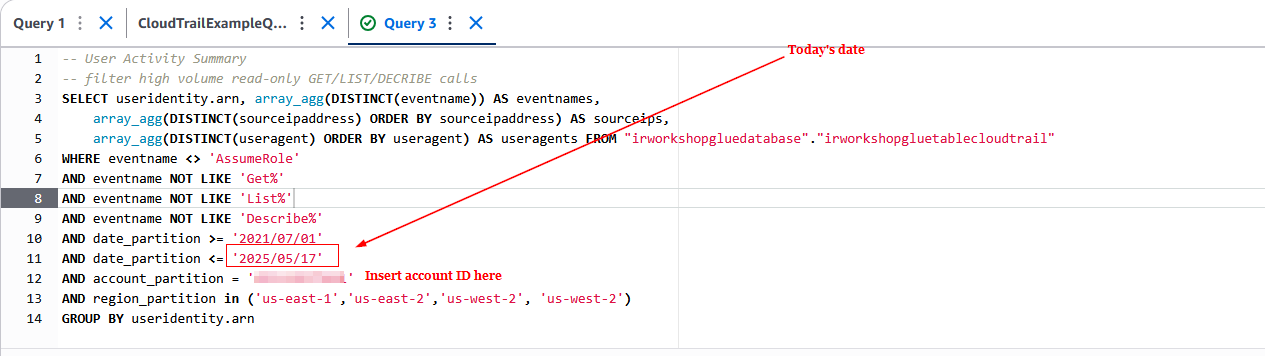 Query 1
CloudTrailExampleQ...
Query 3
Today's date
1 -- User Activity Summary
2 -- filter high volume read-only GET/LIST/DECRIBE calls
3 SELECT useridentity.arn, array_agg(DISTINCT(eventname)) AS eventnames,
4 array_agg(DISTINCT(sourceipaddress) ORDER BY sourceipaddress) AS sourceips,
5 array_agg(DISTINCT(useragent) ORDER BY useragent) AS useragents FROM "irworkshopgluedatabase"."irworkshopgluetablecloudtrail"
6 WHERE eventname <> 'AssumeRole'
7 AND eventname NOT LIKE 'Get%'
8 AND eventname NOT LIKE 'List%'
9 AND eventname NOT LIKE 'Describe%'
10 AND date_partition >= '2021/07/01'
11 AND date_partition <= '2025/05/17'
12 AND account_partition = ' ' Insert account ID here
13 AND region_partition in ('us-east-1','us-east-2','us-west-2', 'us-west-2')
14 GROUP BY useridentity.arn